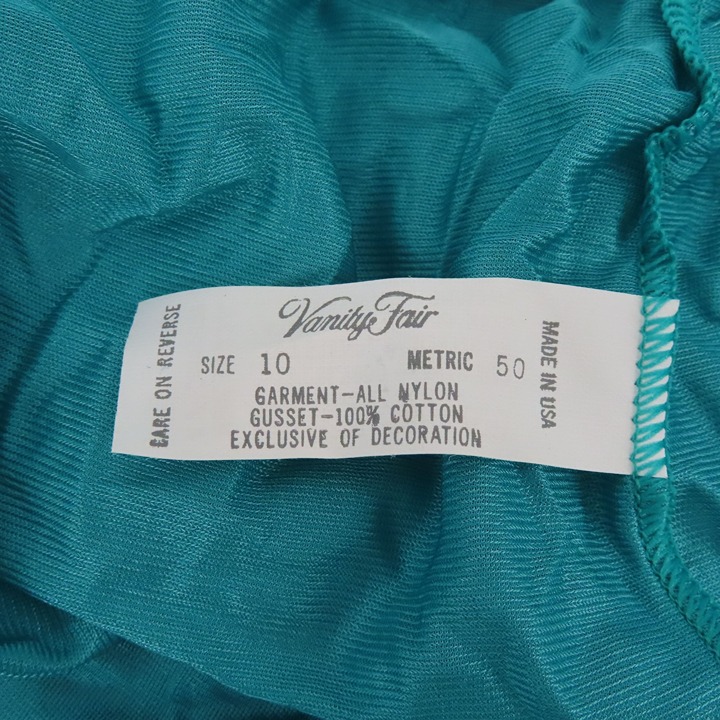 Vanity Fair
SIZE 10 METRIC 50
GARMENT-ALL NYLON
GUSSET-100% COTTON
EXCLUSIVE OF DECORATION
CARE ON REVERSE
MADE IN USA